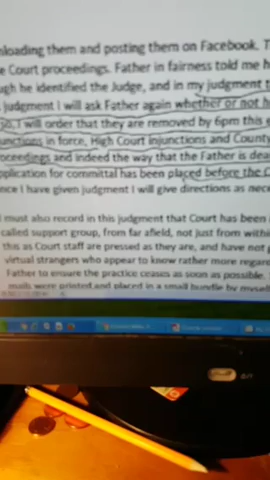 loading them and posting them on Facebook.
e Court proceedings. Father in fairness told me h
ugh he identified the Judge, and in my judgment
judgment I will ask Father again whether or not
so, I will order that they are removed by 6pm this
unctions in force, High Court Injunctions and County
oceedings and indeed the way that the Father is dea
pplication for committal has been placed before the
nce I have given judgment I will give directions as nece
I must also record in this judgment that Court has been
called support group, from far afield, not just from within
this as Court staff are pressed as they are, and have not
virtual strangers who appear to know rather more regar
Father to ensure the practice ceases as soon as possible.
mails were printed and placed in a small bundle by mysel